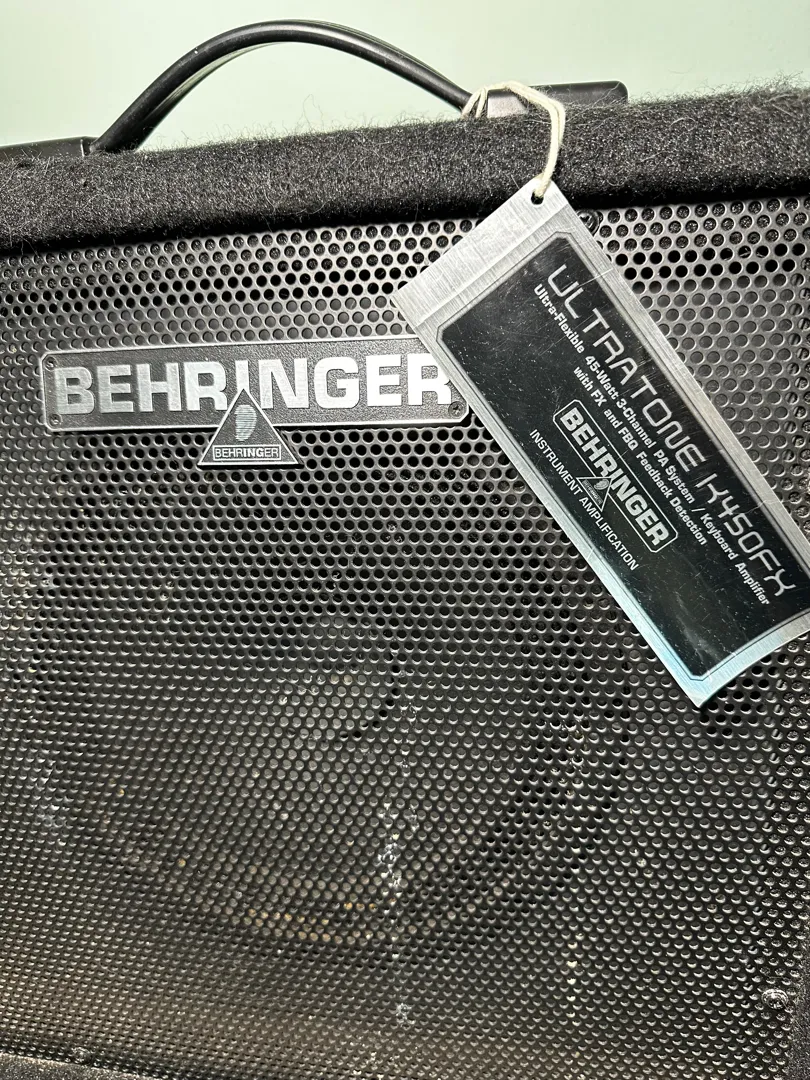 BEHRINGER
BEHRINGER
ULTRATONE K450FX
Ultra-Flexible 45-Watt 3-Channel PA System / Keyboard Amplifier
with FX and FBQ Feedback Detection
BEHRINGER
INSTRUMENT AMPLIFICATION